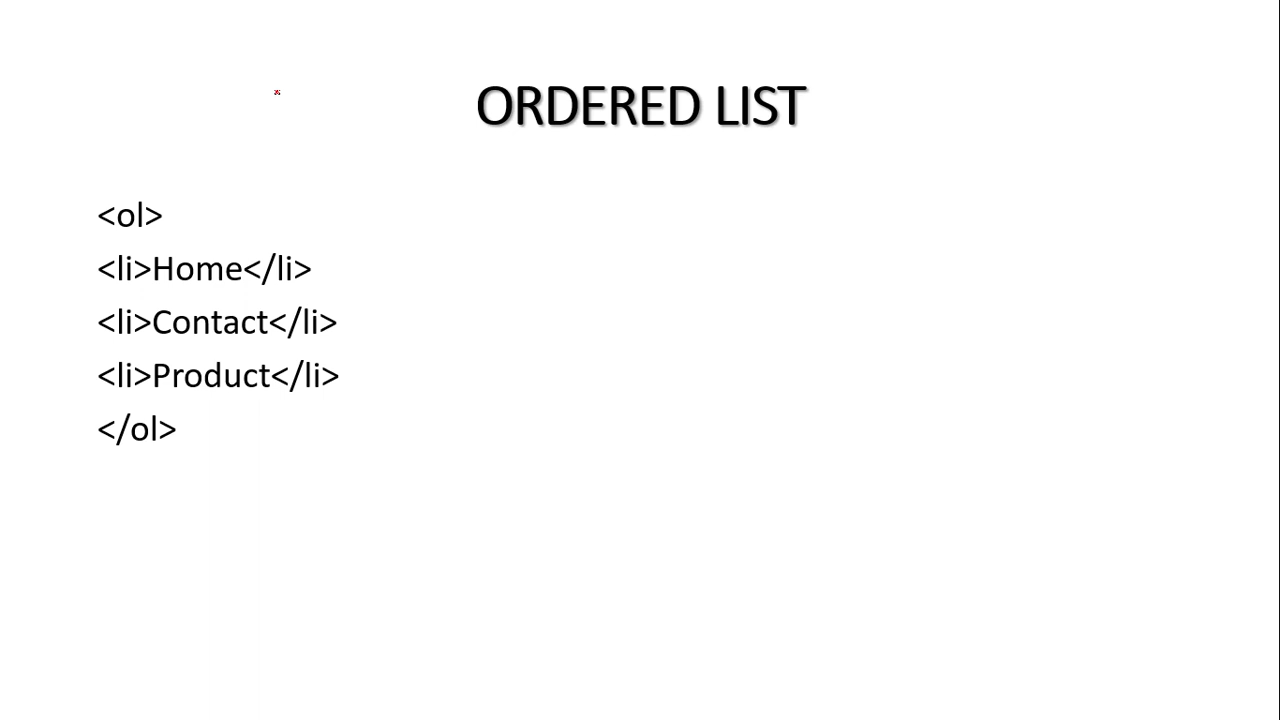 ORDERED LIST
<ol>
<li>Home</li>
<li>Contact</li>
<li>Product</li>
</ol>